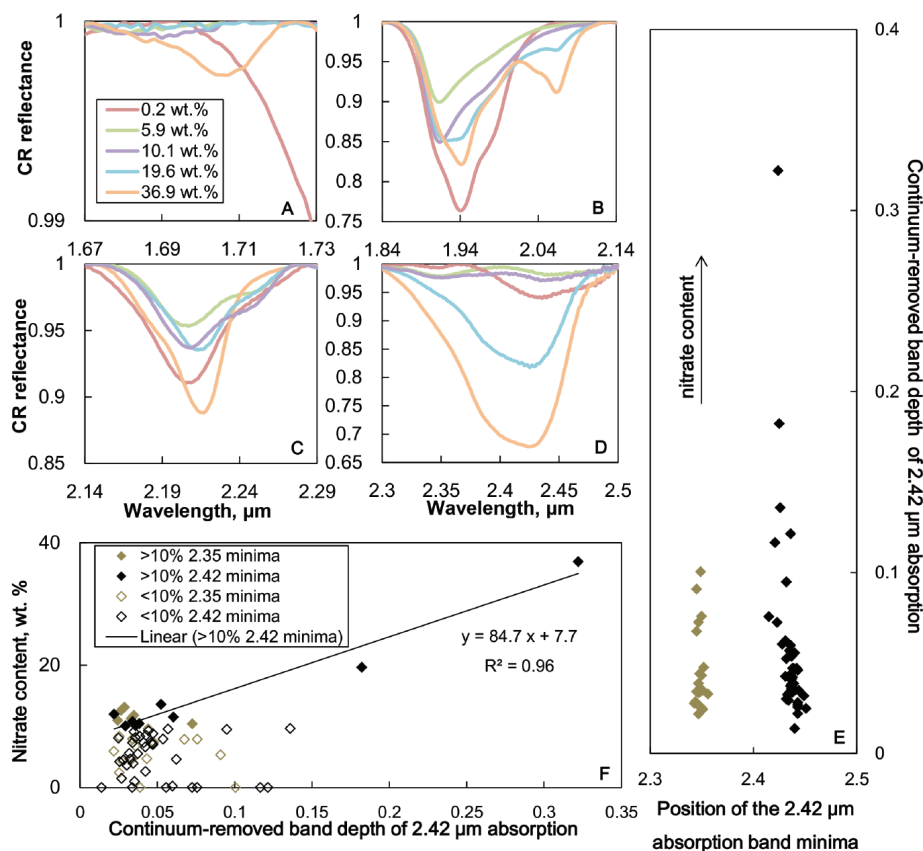 1
CR reflectance
0.99
0.2 wt.%
5.9 wt.%
10.1 wt.%
19.6 wt.%
36.9 wt.%
A
1.67
1.69
1.71
1.73
1
0.95
0.9
0.85
0.8
0.75
B
1.84
1.94
2.04
2.14
1
CR reflectance
0.95
0.9
0.85
C
2.14
2.19
2.24
2.29
Wavelength, µm
1
0.95
0.9
0.85
0.8
0.75
0.7
0.65
D
2.3
2.35
2.4
2.45
2.5
Wavelength, µm
0.4
0.3
0.2
0.1
0
Continuum-removed band depth of 2.42 µm absorption
nitrate content
E
2.3
2.4
2.5
Position of the 2.42 µm
absorption band minima
40
20
0
Nitrate content, wt. %
>10% 2.35 minima
>10% 2.42 minima
<10% 2.35 minima
<10% 2.42 minima
Linear (>10% 2.42 minima)
y = 84.7 x + 7.7
R² = 0.96
F
0
0.05
0.1
0.15
0.2
0.25
0.3
0.35
Continuum-removed band depth of 2.42 µm absorption